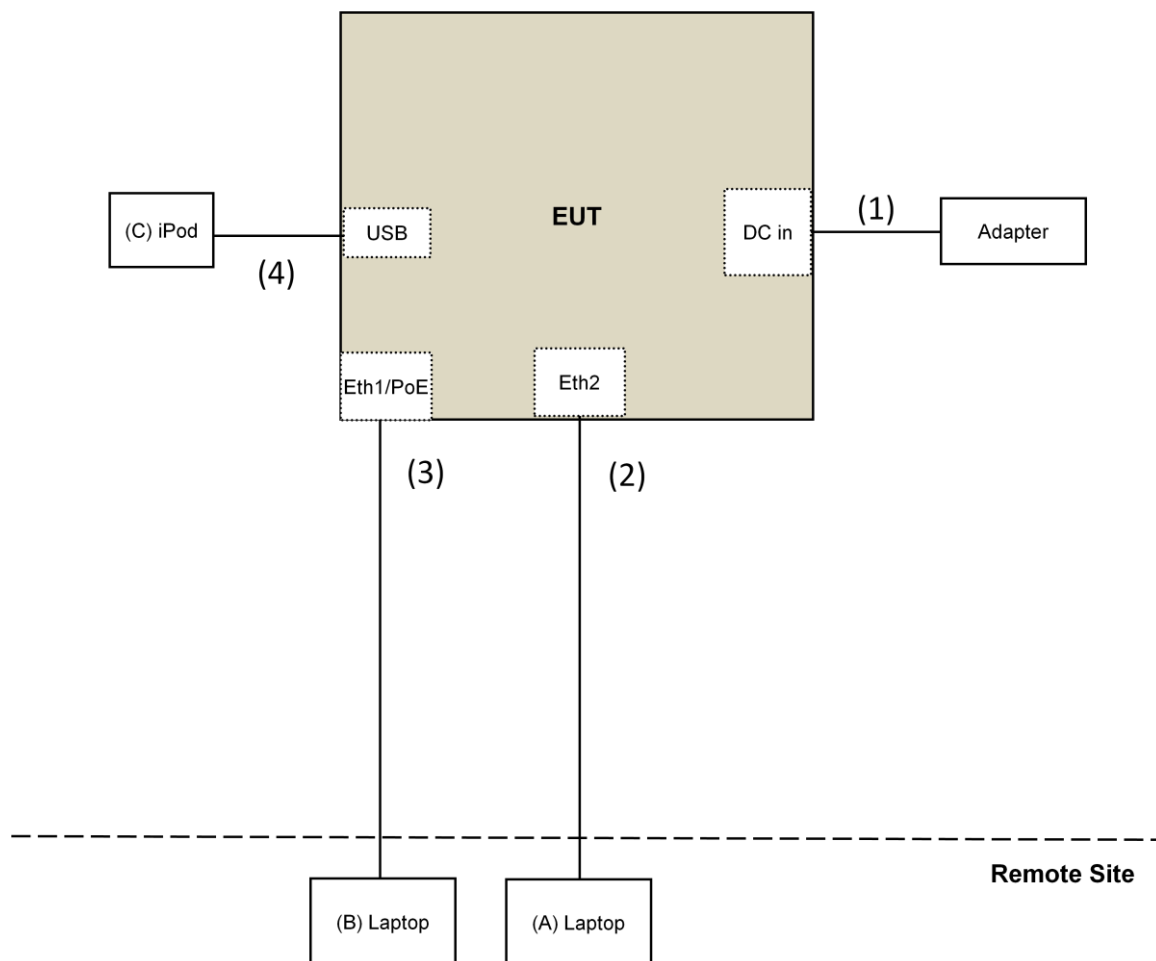 EUT
(C) iPod
USB
DC in
(1)
Adapter
(4)
Eth1/PoE
Eth2
(3)
(2)
Remote Site
(B) Laptop
(A) Laptop